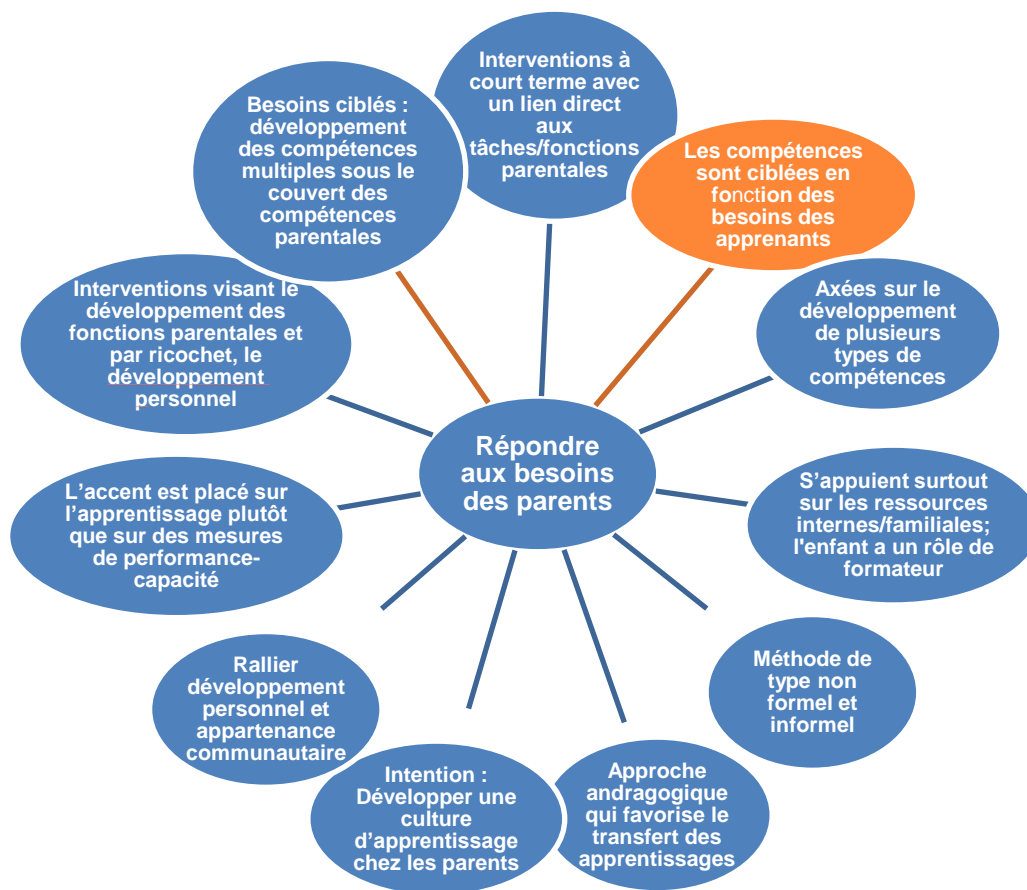 Interventions à
court terme avec
un lien direct
aux
tâches/fonctions
parentales
Besoins ciblés :
développement
des compétences
multiples sous le
couvert des
compétences
parentales
Les compétences
sont ciblées en
fonction des
besoins des
apprenants
Interventions visant le
développement des
fonctions parentales et
par ricochet, le
développement
personnel
Axées sur le
développement
de plusieurs
types de
compétences
Répondre
aux besoins
des parents
L’accent est placé sur
l’apprentissage plutôt
que sur des mesures
de performance-
capacité
S’appuient surtout
sur les ressources
internes/familiales;
l'enfant a un rôle de
formateur
Rallier
développement
personnel et
appartenance
communautaire
Méthode de
type non
formel et
informel
Intention :
Développer une
culture
d’apprentissage
chez les parents
Approche
andragogique
qui favorise le
transfert des
apprentissages